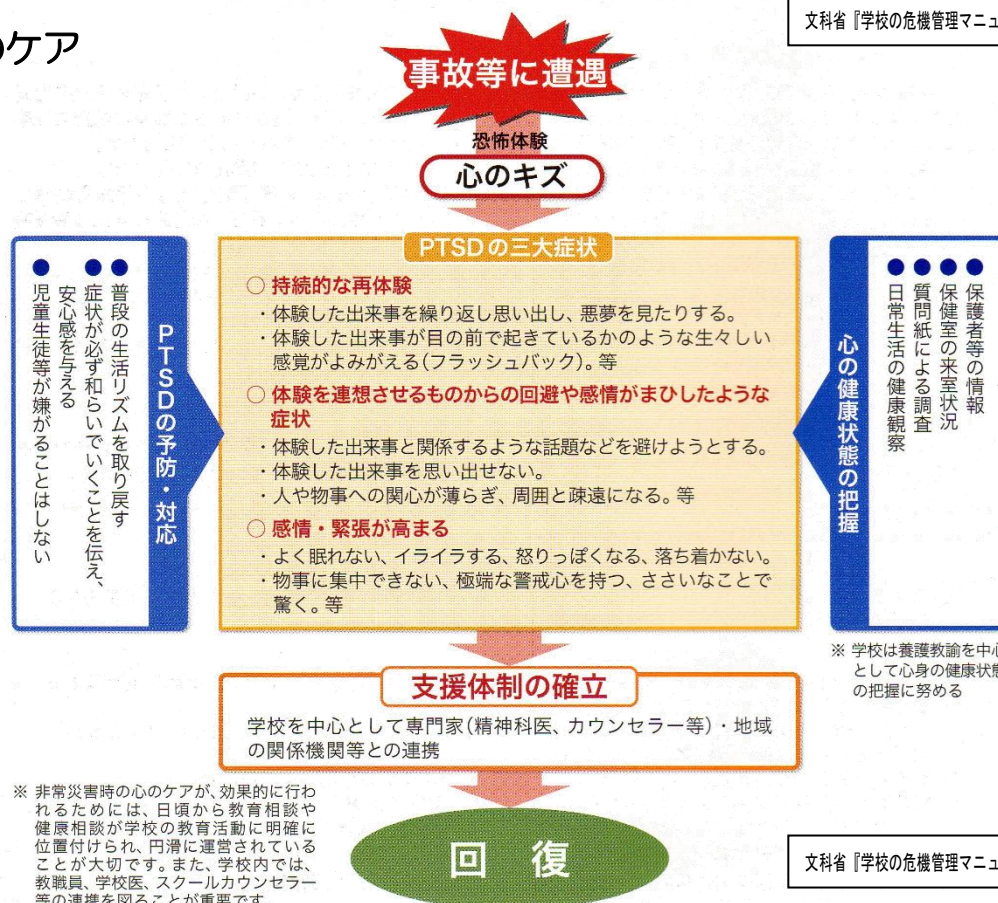 のケア
文科省『学校の危機管理マニュ
事故等に遭遇
恐怖体験
心のキズ
PTSDの予防・対応
●普段の生活リズムを取り戻す
●症状が必ず和らいでいくことを伝え、
安心感を与える
●児童生徒等が嫌がることはしない
PTSDの三大症状
○ 持続的な再体験
・体験した出来事を繰り返し思い出し、悪夢を見たりする。
・体験した出来事が目の前で起きているかのような生々しい
感覚がよみがえる(フラッシュバック)。等
○ 体験を連想させるものからの回避や感情がまひしたような
症状
・体験した出来事と関係するような話題などを避けようとする。
・体験した出来事を思い出せない。
・人や物事への関心が薄らぎ、周囲と疎遠になる。等
○ 感情・緊張が高まる
・よく眠れない、イライラする、怒りっぽくなる、落ち着かない。
・物事に集中できない、極端な警戒心を持つ、ささいなことで
驚く。等
●保護者等の情報
●保健室の来室状況
●質問紙による調査
●日常生活の健康観察
心の健康状態の把握
※ 学校は養護教諭を中心
として心身の健康状態
の把握に努める
支援体制の確立
学校を中心として専門家(精神科医、カウンセラー等)・地域
の関係機関等との連携
※ 非常災害時の心のケアが、効果的に行わ
れるためには、日頃から教育相談や
健康相談が学校の教育活動に明確に
位置付けられ、円滑に運営されている
ことが大切です。また、学校内では、
教職員、学校医、スクールカウンセラー
等の連携を図ることが重要です。
回復
文科省『学校の危機管理マニュ